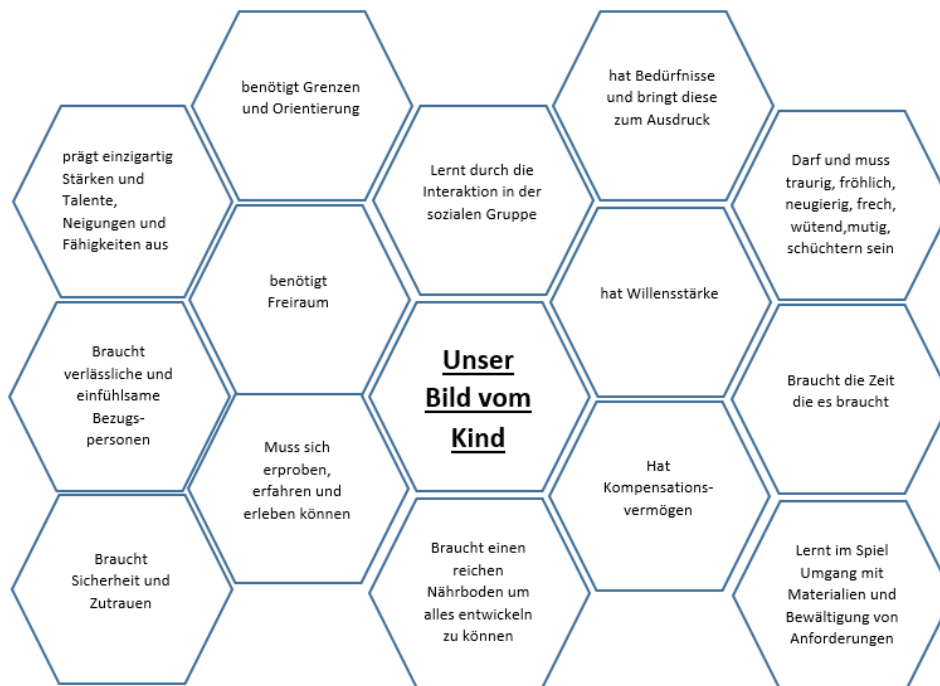 benötigt Grenzen
und Orientierung
hat Bedürfnisse
und bringt diese
zum Ausdruck
prägt einzigartig
Stärken und
Talente,
Neigungen und
Fähigkeiten aus
Lernt durch die
Interaktion in der
sozialen Gruppe
Darf und muss
traurig, fröhlich,
neugierig, frech,
wütend,mutig,
schüchtern sein
benötigt
Freiraum
hat Willensstärke
Braucht
verlässliche und
einfühlsame
Bezugs-
personen
Unser
Bild vom
Kind
Braucht die Zeit
die es braucht
Muss sich
erproben,
erfahren und
erleben können
Hat
Kompensations-
vermögen
Braucht
Sicherheit und
Zutrauen
Braucht einen
reichen
Nährboden um
alles entwickeln
zu können
Lernt im Spiel
Umgang mit
Materialien und
Bewältigung von
Anforderungen